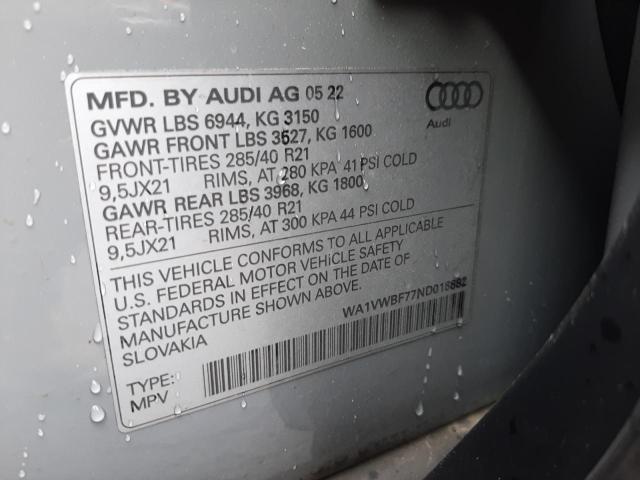 MFD. BY AUDI AG 05 22
GVWR LBS 6944, KG 3150
GAWR FRONT LBS 3527, KG 1600
FRONT-TIRES 285/40 R21
9,5JX21 RIMS, AT 280 KPA 41 PSI COLD
GAWR REAR LBS 3968, KG 1800
REAR-TIRES 285/40 R21
9,5JX21 RIMS, AT 300 KPA 44 PSI COLD
Audi
THIS VEHICLE CONFORMS TO ALL APPLICABLE
U.S. FEDERAL MOTOR VEHICLE SAFETY
STANDARDS IN EFFECT ON THE DATE OF
MANUFACTURE SHOWN ABOVE.
SLOVAKIA
TYPE:
MPV